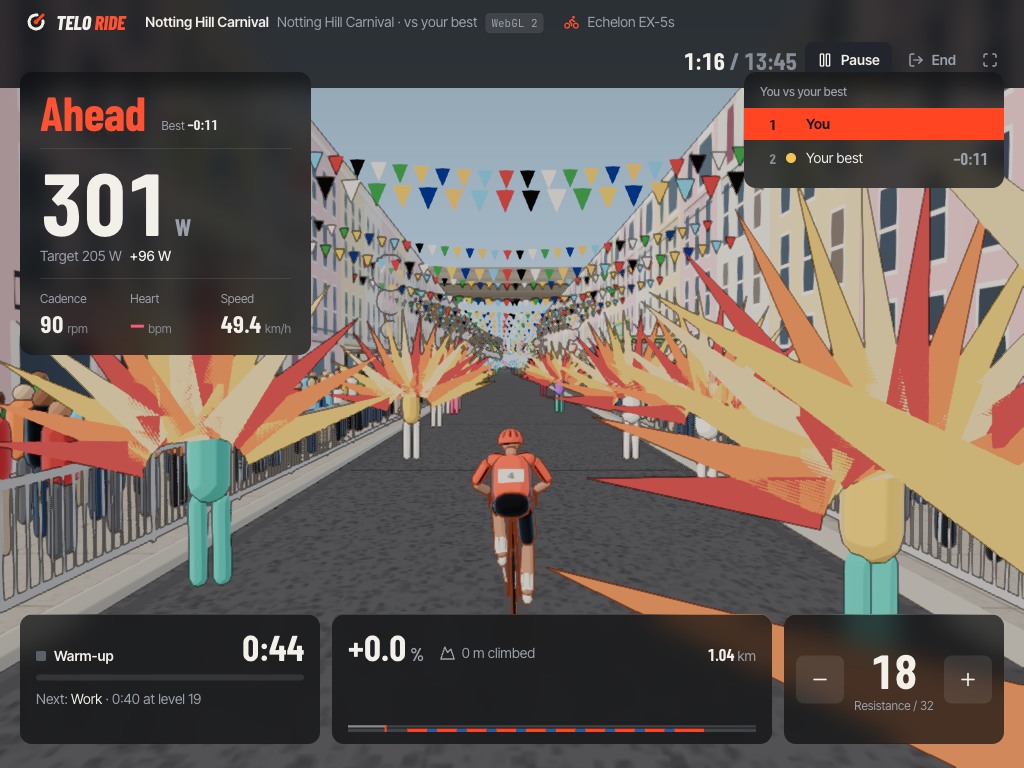 TELO RIDE Notting Hill Carnival Notting Hill Carnival · vs your best WebGL 2 Echelon EX-5s
1:16 / 13:45 Pause End
Ahead Best -0:11
301 W
Target 205 W +96 W
Cadence Heart Speed
90 rpm – bpm 49.4 km/h
You vs your best
1 You
2 Your best -0:11
4
Warm-up 0:44
Next: Work · 0:40 at level 19
+0.0 % 0 m climbed 1.04 km
− 18 +
Resistance / 32